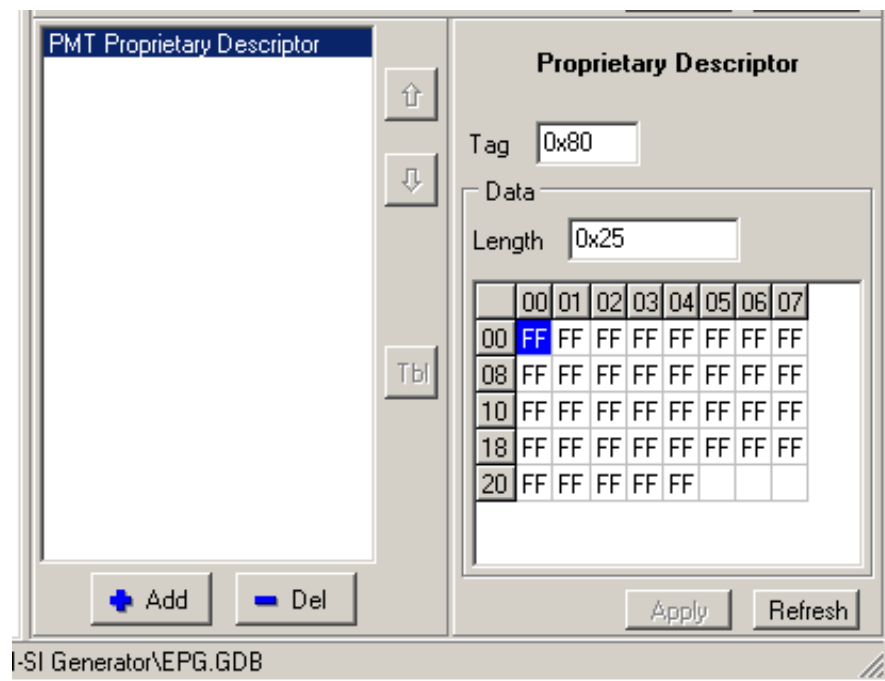 PMT Proprietary Descriptor
Proprietary Descriptor
Tag 0x80
Data
Length 0x25
00 01 02 03 04 05 06 07
00 FF FF FF FF FF FF FF FF
08 FF FF FF FF FF FF FF FF
10 FF FF FF FF FF FF FF FF
18 FF FF FF FF FF FF FF FF
20 FF FF FF FF FF
Tbl
Add
Del
Apply
Refresh
I-SI Generator\EPG.GDB